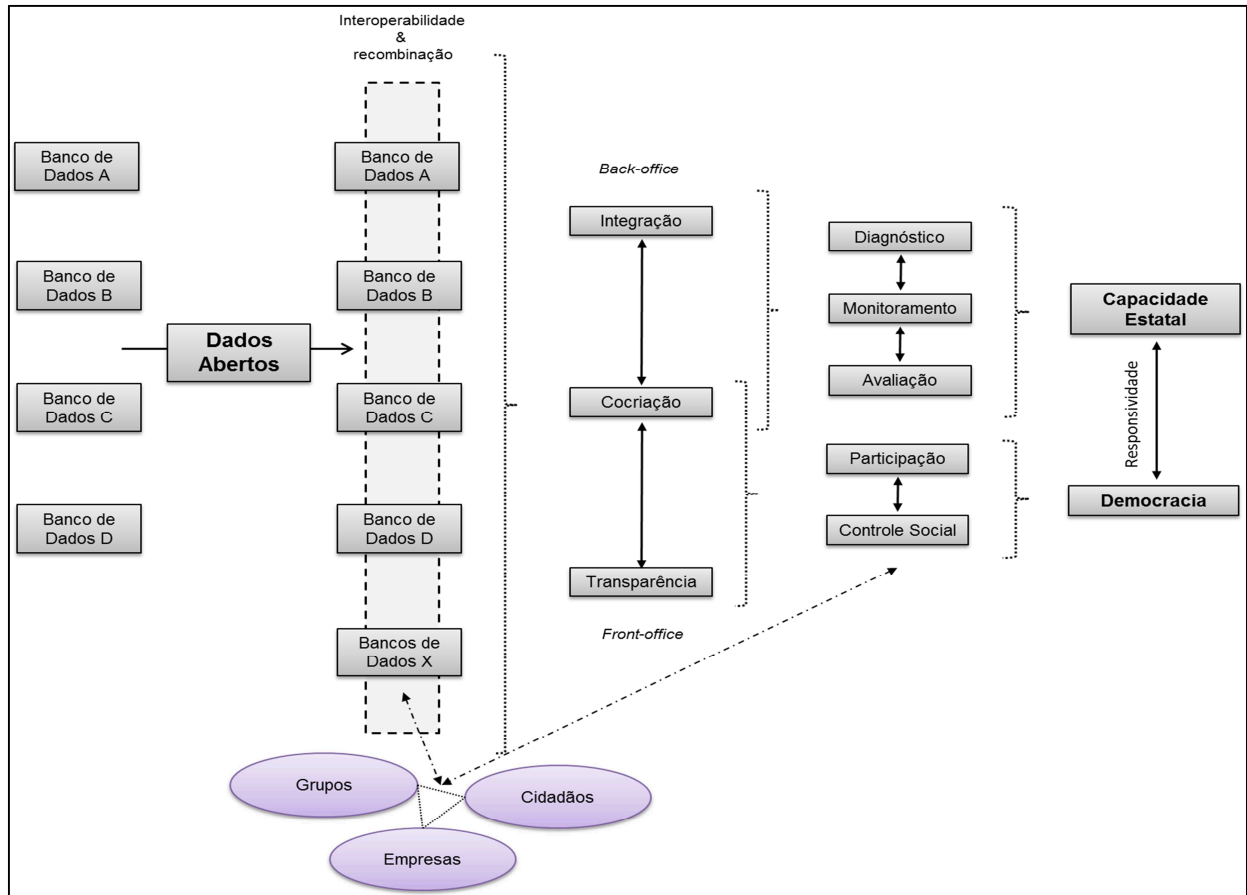 Interoperabilidade
&
recombinação
Banco de
Dados A
Banco de
Dados B
Banco de
Dados C
Banco de
Dados D
Dados
Abertos
Banco de
Dados A
Banco de
Dados B
Banco de
Dados C
Banco de
Dados D
Bancos de
Dados X
Back-office
Integração
Cocriação
Transparência
Front-office
Diagnóstico
Monitoramento
Avaliação
Participação
Controle Social
Capacidade
Estatal
Responsividade
Democracia
Grupos
Cidadãos
Empresas